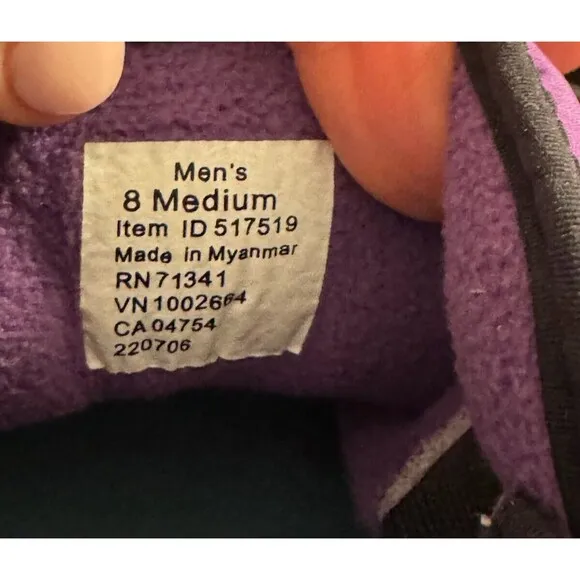 Men's
8 Medium
Item ID 517519
Made in Myanmar
RN 71341
VN 1002664
CA 04754
220706